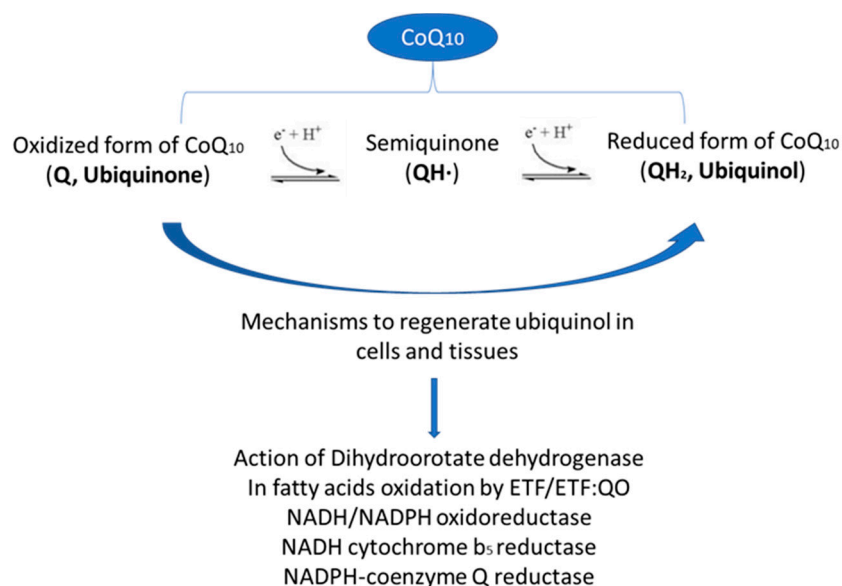 CoQ₁₀
Oxidized form of CoQ₁₀
(Q, Ubiquinone)
e⁻ + H⁺
Semiquinone
(QH·)
e⁻ + H⁺
Reduced form of CoQ₁₀
(QH₂, Ubiquinol)
Mechanisms to regenerate ubiquinol in
cells and tissues
Action of Dihydroorotate dehydrogenase
In fatty acids oxidation by ETF/ETF:QO
NADH/NADPH oxidoreductase
NADH cytochrome b₅ reductase
NADPH-coenzyme Q reductase